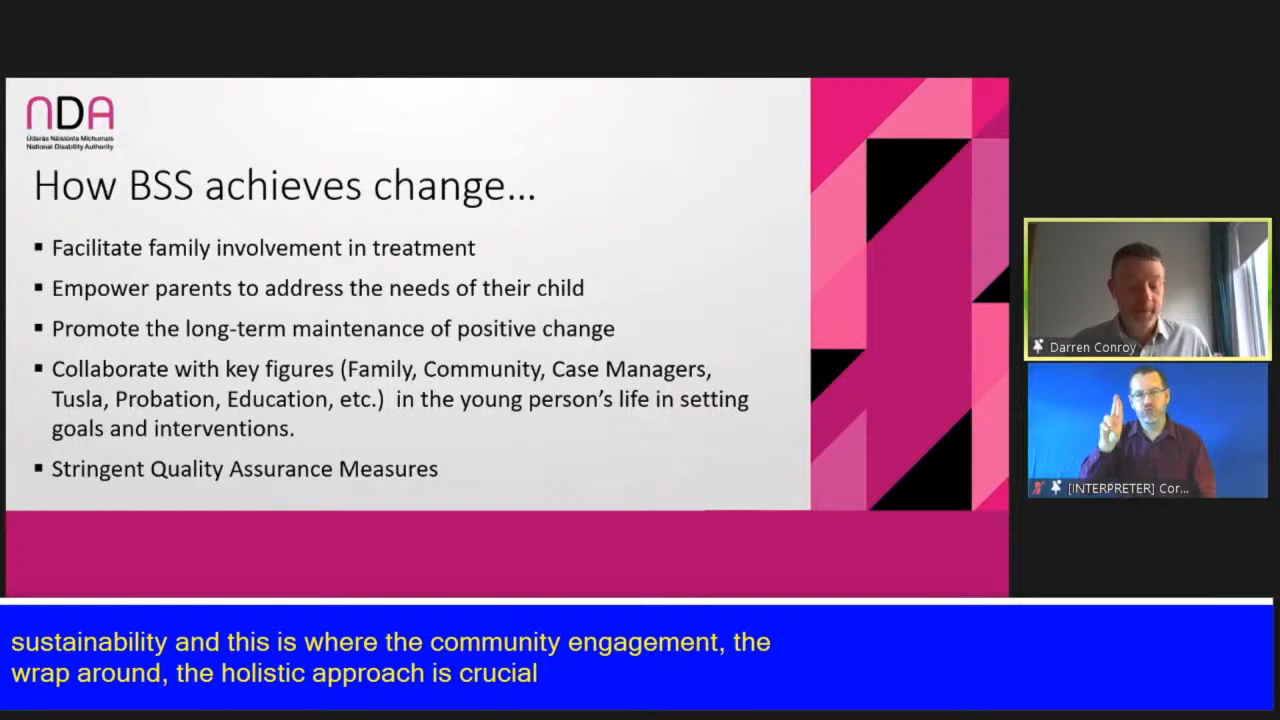 nDA
Údarás Náisiúnta Míchumais
National Disability Authority
How BSS achieves change...
▪ Facilitate family involvement in treatment
▪ Empower parents to address the needs of their child
▪ Promote the long-term maintenance of positive change
▪ Collaborate with key figures (Family, Community, Case Managers,
Tusla, Probation, Education, etc.) in the young person's life in setting
goals and interventions.
▪ Stringent Quality Assurance Measures
Darren Conroy
[INTERPRETER] Cor...
sustainability and this is where the community engagement, the
wrap around, the holistic approach is crucial